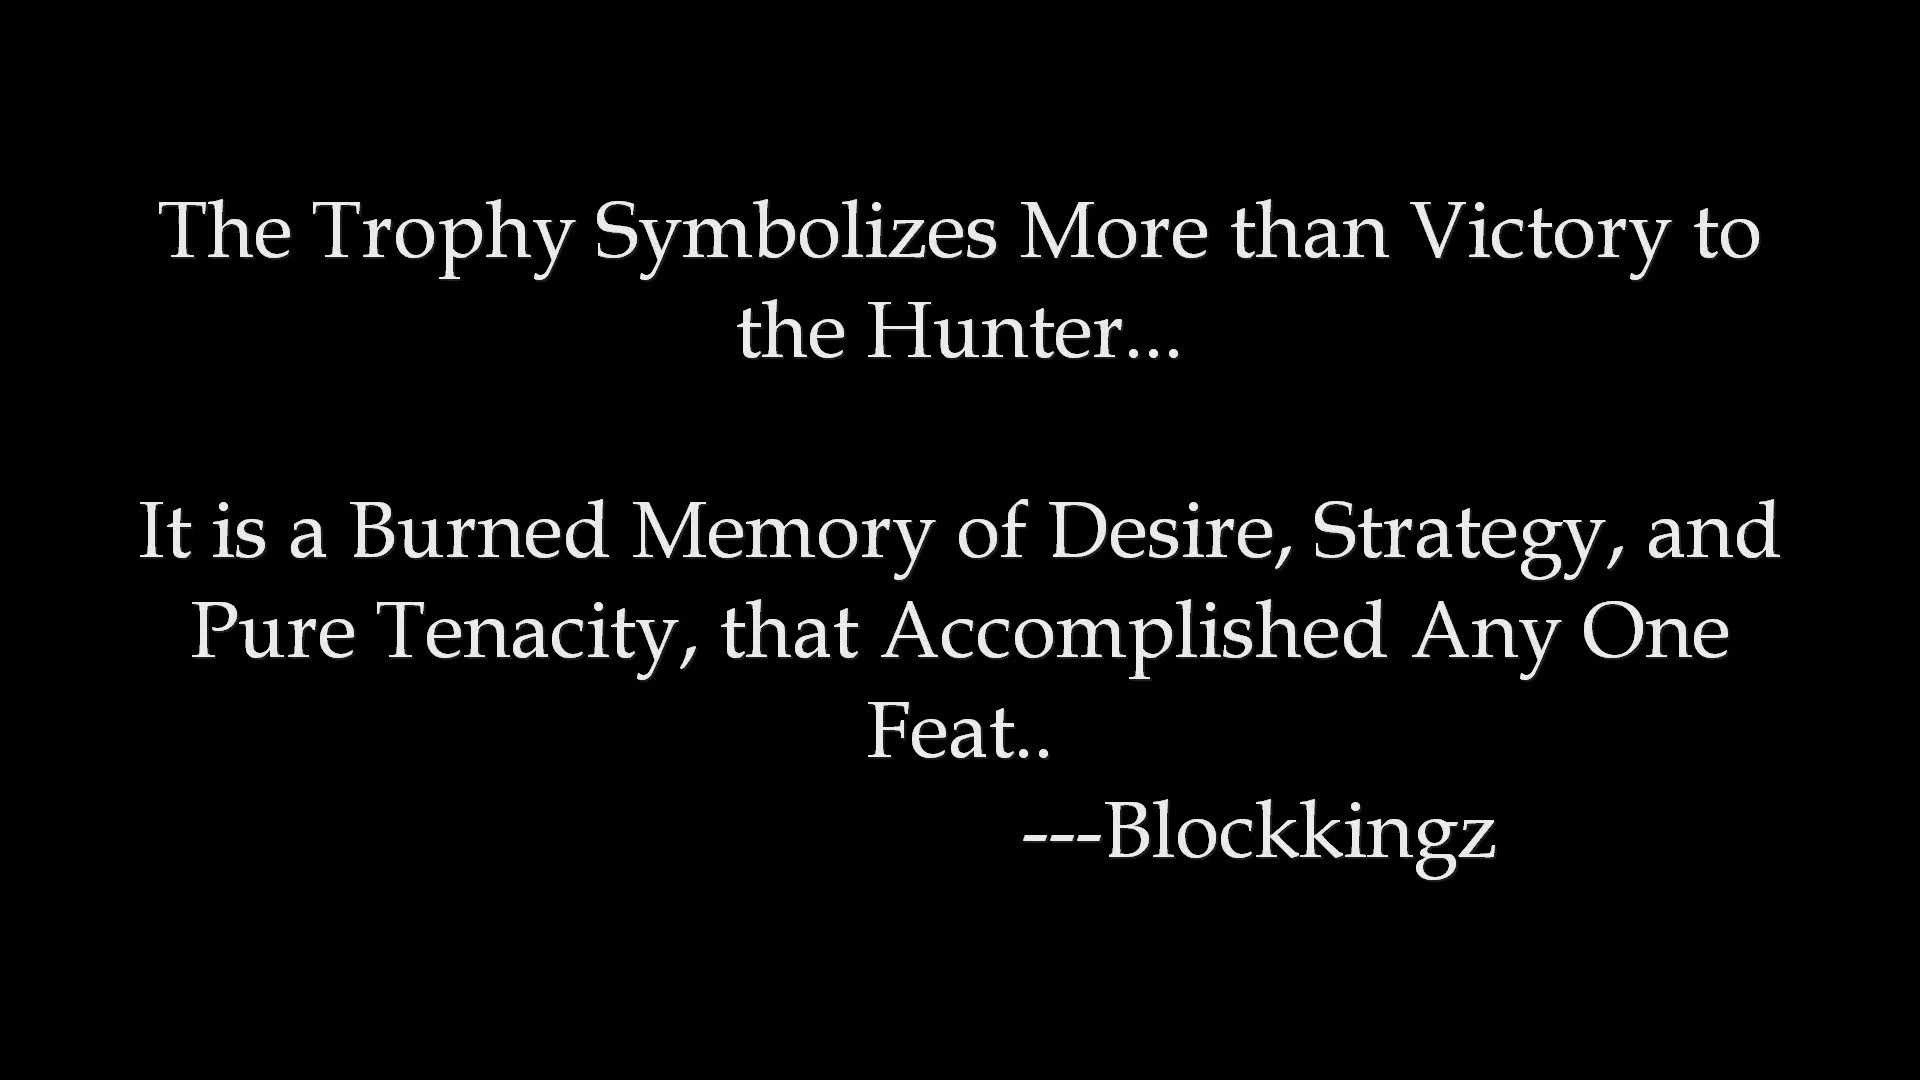 The Trophy Symbolizes More than Victory to
the Hunter...
It is a Burned Memory of Desire, Strategy, and
Pure Tenacity, that Accomplished Any One
Feat..
---Blockkingz